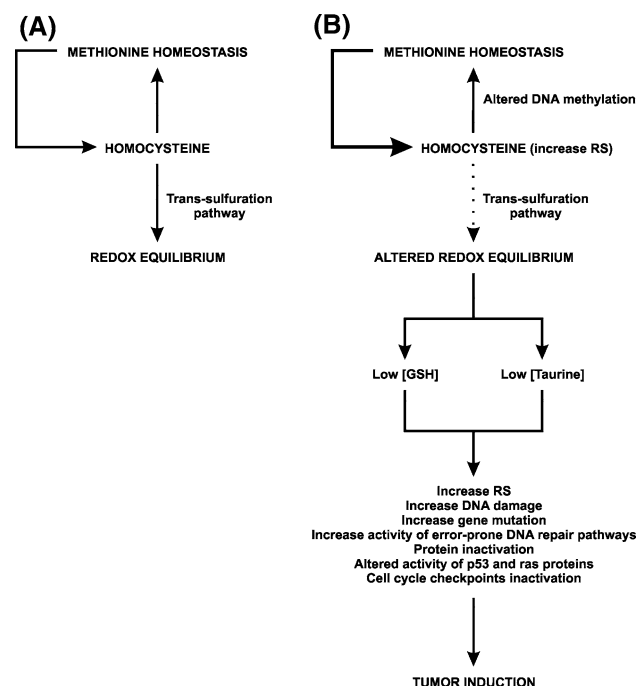 (A)
METHIONINE HOMEOSTASIS
HOMOCYSTEINE
Trans-sulfuration
pathway
REDOX EQUILIBRIUM
(B)
METHIONINE HOMEOSTASIS
Altered DNA methylation
HOMOCYSTEINE (increase RS)
Trans-sulfuration
pathway
ALTERED REDOX EQUILIBRIUM
Low [GSH]
Low [Taurine]
Increase RS
Increase DNA damage
Increase gene mutation
Increase activity of error-prone DNA repair pathways
Protein inactivation
Altered activity of p53 and ras proteins
Cell cycle checkpoints inactivation
TUMOR INDUCTION